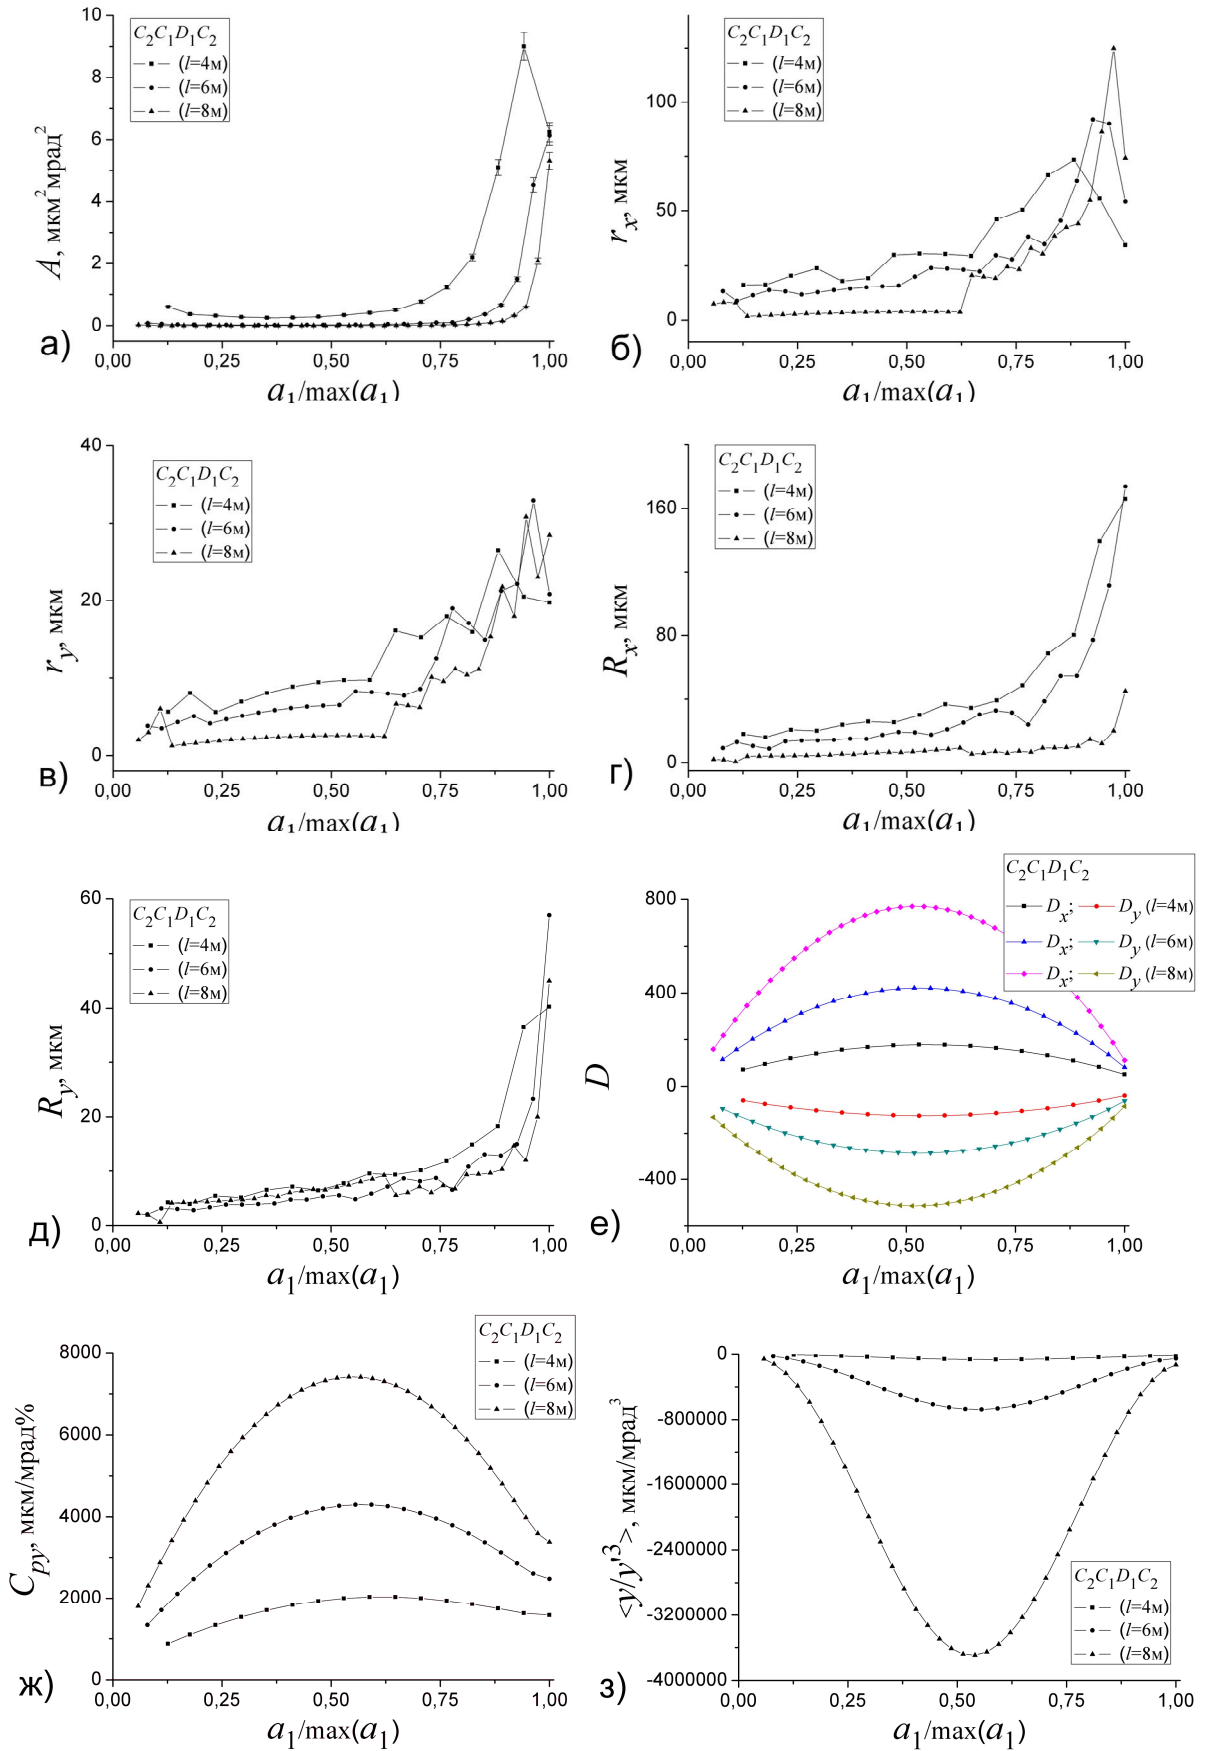 C2C1D1C2
(l=4м)
(l=6м)
(l=8м)
10
8
6
4
2
0
A, мкм²мрад²
0,00 0,25 0,50 0,75 1,00
a1/max(a1)
а)
C2C1D1C2
(l=4м)
(l=6м)
(l=8м)
100
50
0
rx, мкм
0,00 0,25 0,50 0,75 1,00
a1/max(a1)
б)
C2C1D1C2
(l=4м)
(l=6м)
(l=8м)
40
20
0
ry, мкм
0,00 0,25 0,50 0,75 1,00
a1/max(a1)
в)
C2C1D1C2
(l=4м)
(l=6м)
(l=8м)
160
80
0
Rx, мкм
0,00 0,25 0,50 0,75 1,00
a1/max(a1)
г)
C2C1D1C2
(l=4м)
(l=6м)
(l=8м)
60
40
20
0
Ry, мкм
0,00 0,25 0,50 0,75 1,00
a1/max(a1)
д)
C2C1D1C2
Dx; Dy (l=4м)
Dx; Dy (l=6м)
Dx; Dy (l=8м)
800
400
0
-400
D
0,00 0,25 0,50 0,75 1,00
a1/max(a1)
е)
C2C1D1C2
(l=4м)
(l=6м)
(l=8м)
8000
6000
4000
2000
0
Cpy, мкм/мрад%
0,00 0,25 0,50 0,75 1,00
a1/max(a1)
ж)
0
-800000
-1600000
-2400000
-3200000
-4000000
<y/y'³>, мкм/мрад³
C2C1D1C2
(l=4м)
(l=6м)
(l=8м)
0,00 0,25 0,50 0,75 1,00
a1/max(a1)
з)